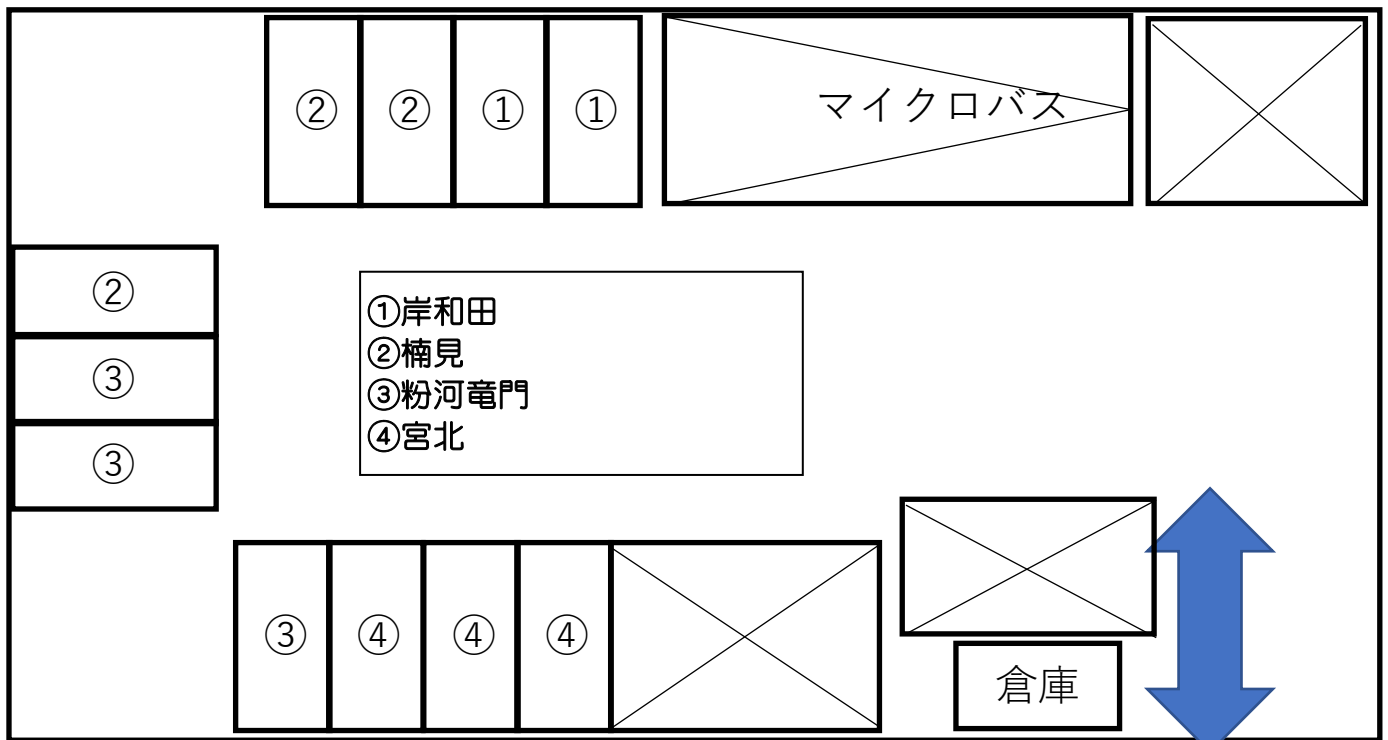 ② ② ① ① マイクロバス
②
③
③
①岸和田
②楠見
③粉河竜門
④宮北
③ ④ ④ ④
倉庫